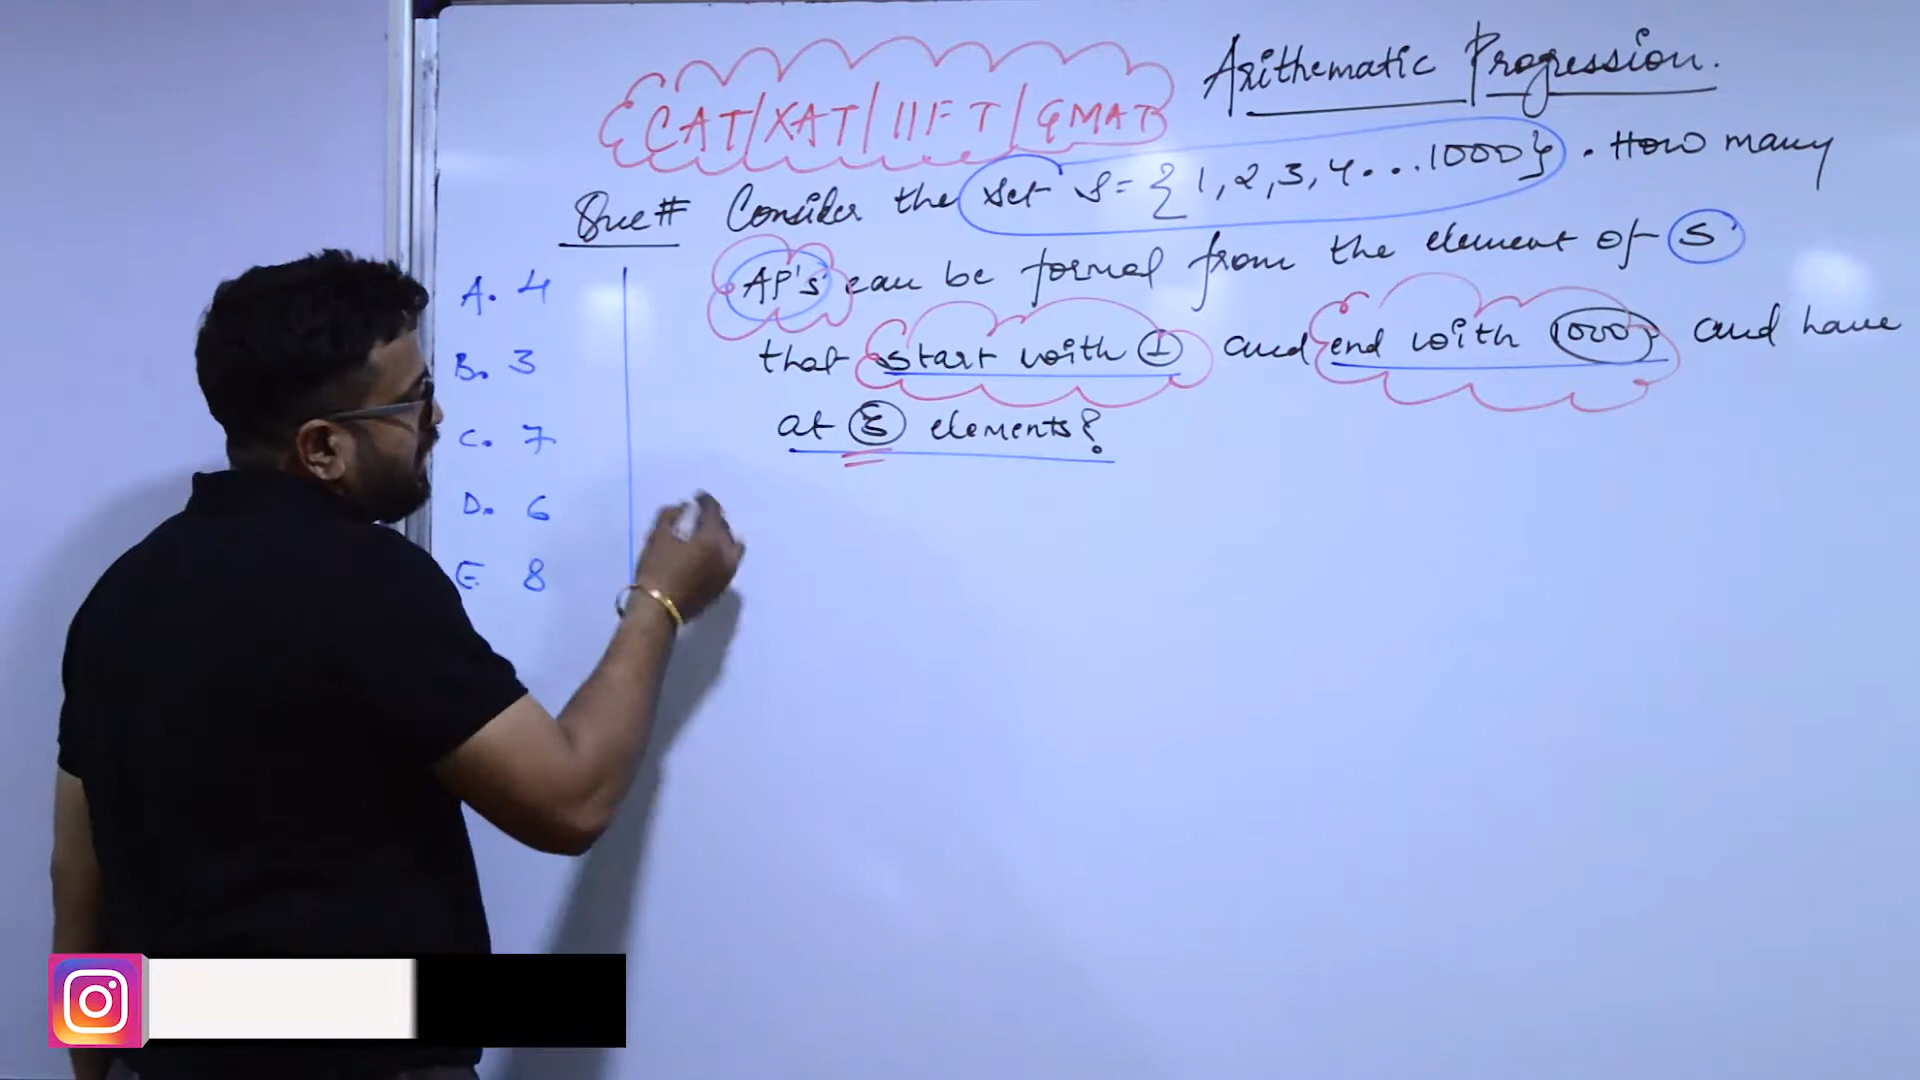 Arithematic Progression.
CAT/XAT/IIFT/GMAT
Que# Consider the set S = { 1, 2, 3, 4 ... 1000}. How many
AP's can be formed from the element of S
that start with 1 and end with 1000 and have
at 3 elements?
A. 4
B. 3
C. 7
D. 6
E. 8